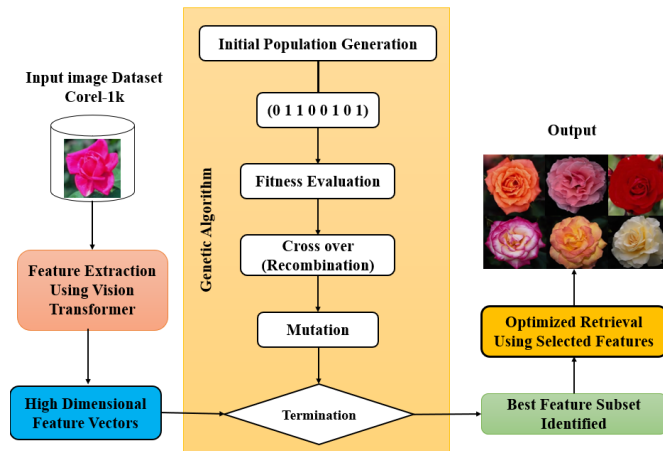 Input image Dataset
Corel-1k
Feature Extraction
Using Vision
Transformer
High Dimensional
Feature Vectors
Genetic Algorithm
Initial Population Generation
(0 1 1 0 0 1 0 1)
Fitness Evaluation
Cross over
(Recombination)
Mutation
Termination
Output
Optimized Retrieval
Using Selected Features
Best Feature Subset
Identified